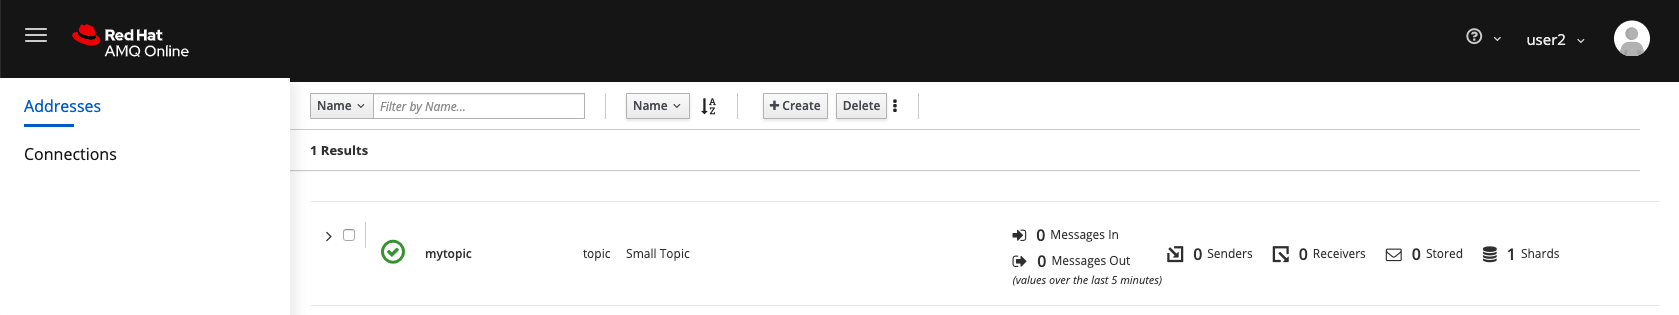 Red Hat
AMQ Online
user2
Addresses
Connections
Name Filter by Name... Name A Z Create Delete
1 Results
mytopic topic Small Topic
0 Messages In
0 Messages Out
(values over the last 5 minutes)
0 Senders 0 Receivers 0 Stored 1 Shards